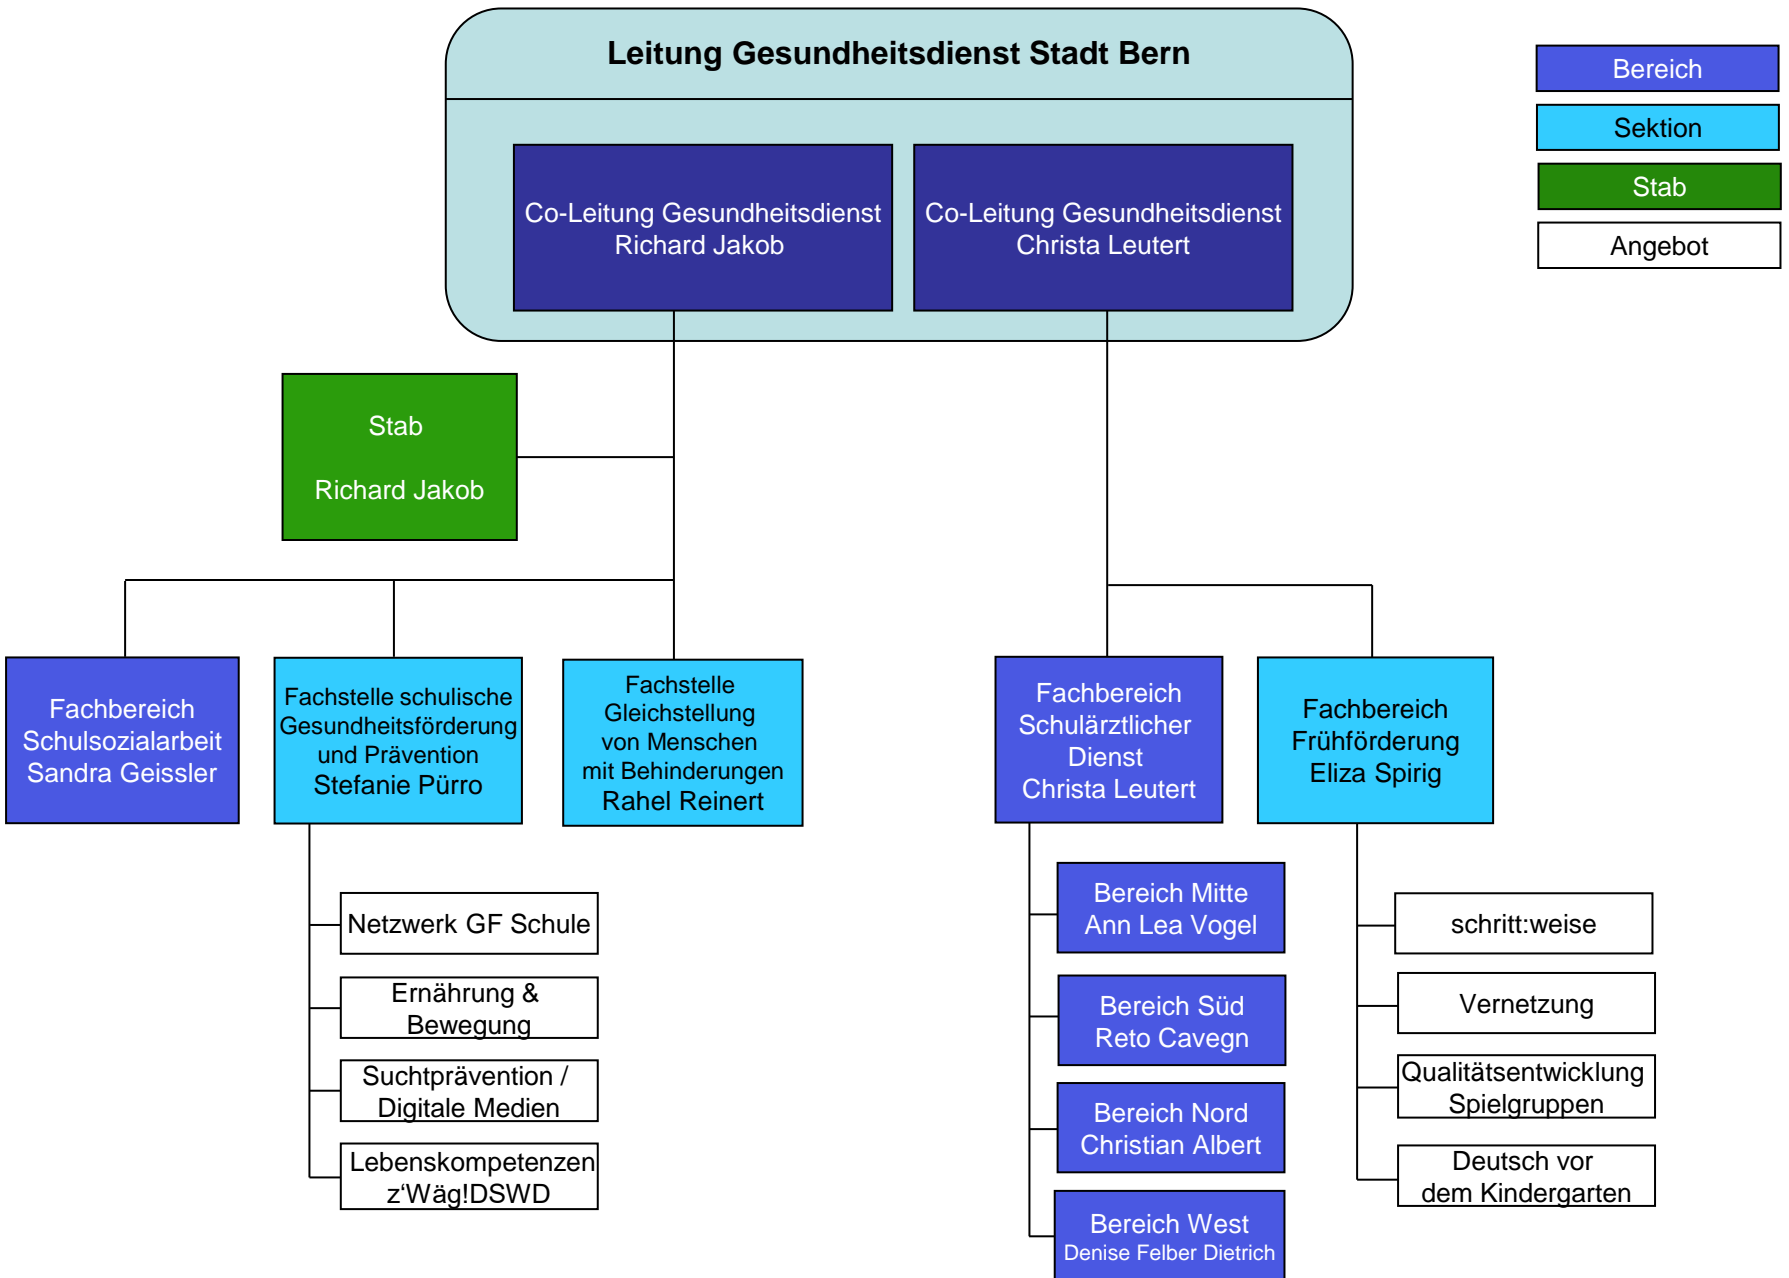 Leitung Gesundheitsdienst Stadt Bern
Co-Leitung Gesundheitsdienst
Richard Jakob
Co-Leitung Gesundheitsdienst
Christa Leutert
Bereich
Sektion
Stab
Angebot
Stab
Richard Jakob
Fachbereich
Schulsozialarbeit
Sandra Geissler
Fachstelle schulische
Gesundheitsförderung
und Prävention
Stefanie Pürro
Fachstelle
Gleichstellung
von Menschen
mit Behinderungen
Rahel Reinert
Fachbereich
Schulärztlicher
Dienst
Christa Leutert
Fachbereich
Frühförderung
Eliza Spirig
Netzwerk GF Schule
Ernährung &
Bewegung
Suchtprävention /
Digitale Medien
Lebenskompetenzen
z‘Wäg!DSWD
Bereich Mitte
Ann Lea Vogel
Bereich Süd
Reto Cavegn
Bereich Nord
Christian Albert
Bereich West
Denise Felber Dietrich
schritt:weise
Vernetzung
Qualitätsentwicklung
Spielgruppen
Deutsch vor
dem Kindergarten